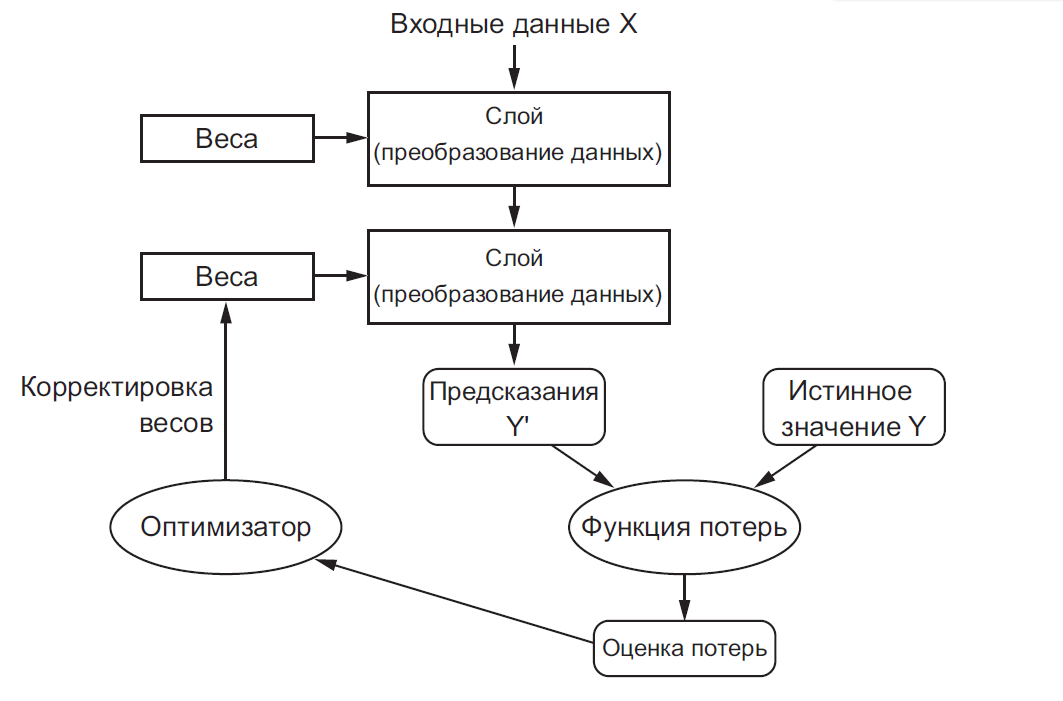 Входные данные X
Слой
(преобразование данных)
Веса
Слой
(преобразование данных)
Веса
Корректировка
весов
Предсказания
Y'
Истинное
значение Y
Оптимизатор
Функция потерь
Оценка потерь